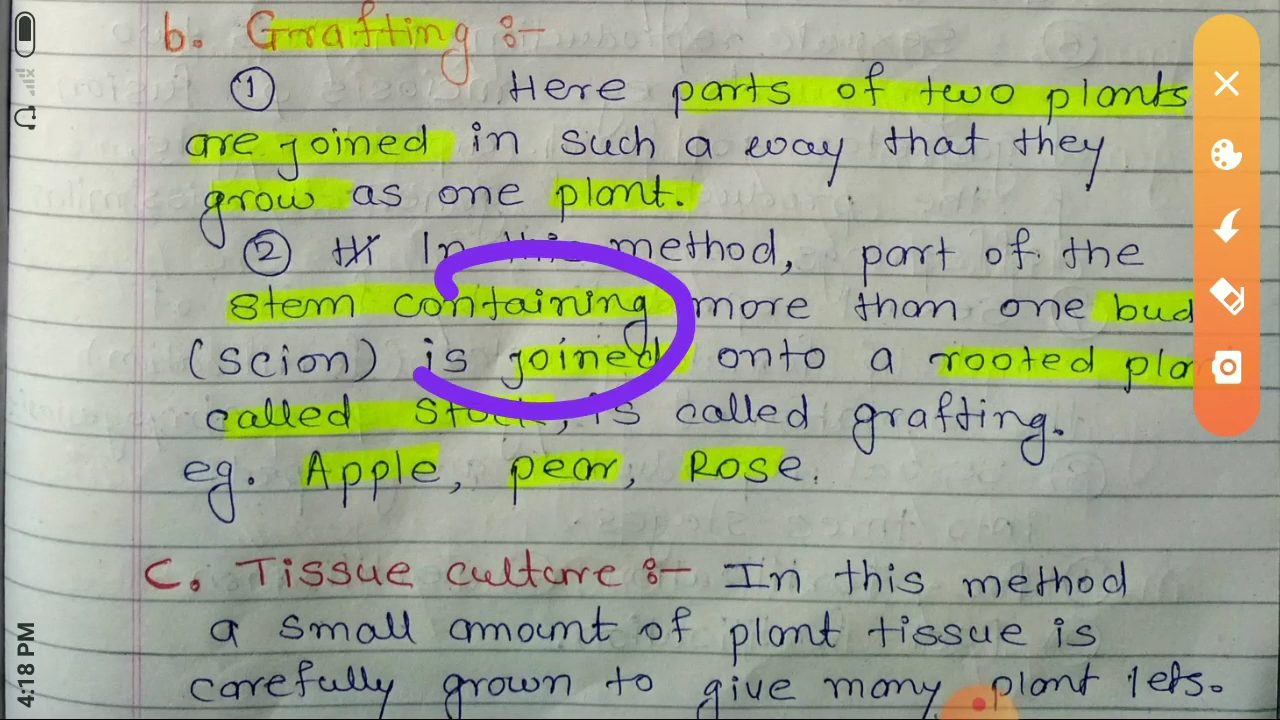 b. Grafting :-
① Here parts of two plants
are joined in such a way that they
grow as one plant.
② In this method, part of the
stem containing more than one bud
(scion) is joined onto a rooted
called stock, is called grafting.
eg. Apple, pear, Rose.
C. Tissue culture :- In this method
a small amount of plant tissue is
carefully grown to give many plant lets.
4:18 PM